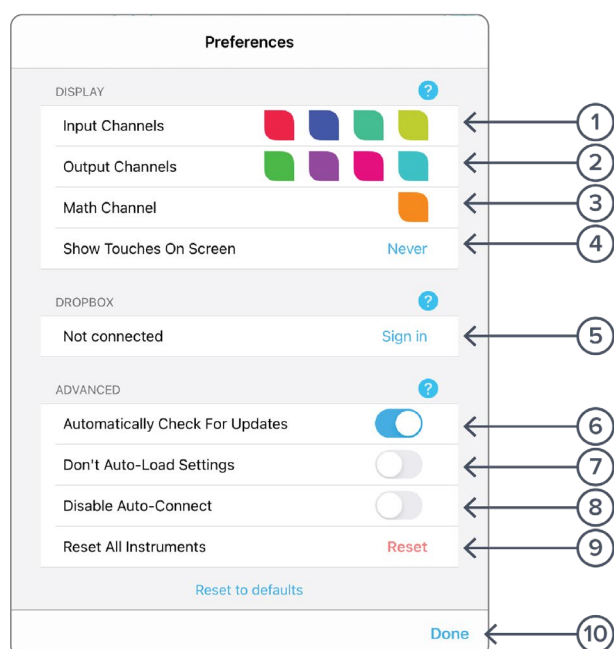 Preferences
DISPLAY ?
Input Channels 1
Output Channels 2
Math Channel 3
Show Touches On Screen Never 4
DROPBOX ?
Not connected Sign in 5
ADVANCED ?
Automatically Check For Updates 6
Don't Auto-Load Settings 7
Disable Auto-Connect 8
Reset All Instruments Reset 9
Reset to defaults
Done 10